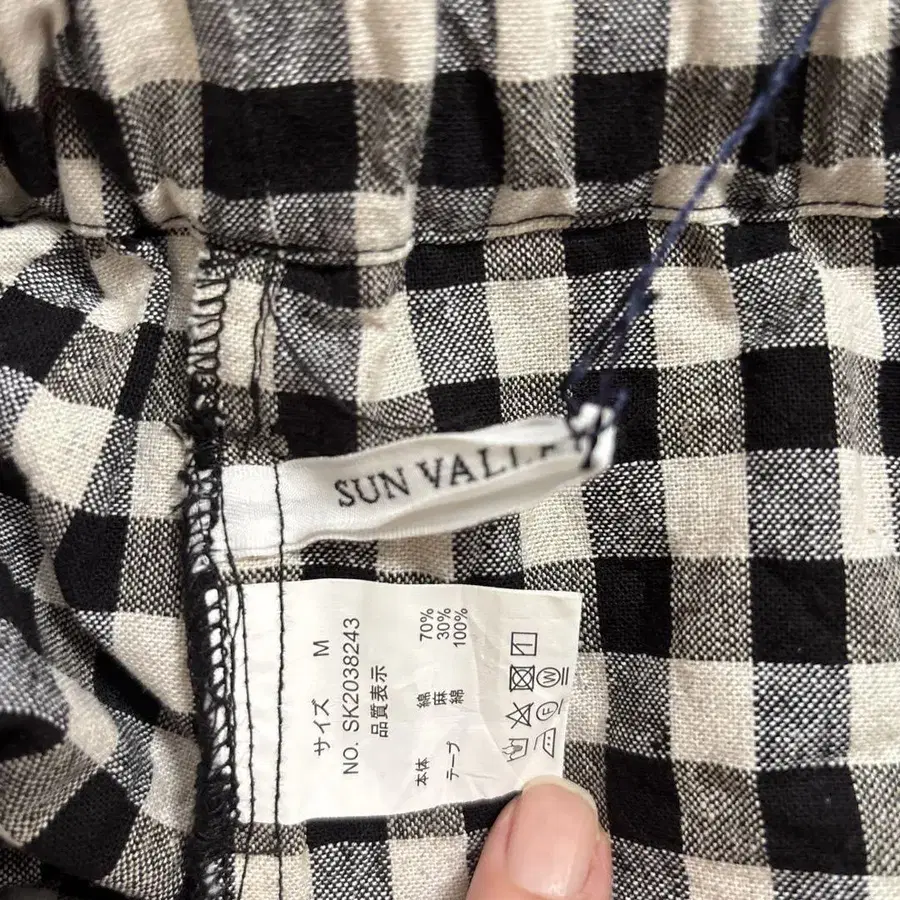 SUN VALLEY
サイズ M
NO. SK2038243
品質表示
本体 綿 70%
麻 30%
テープ 綿 100%
W
F